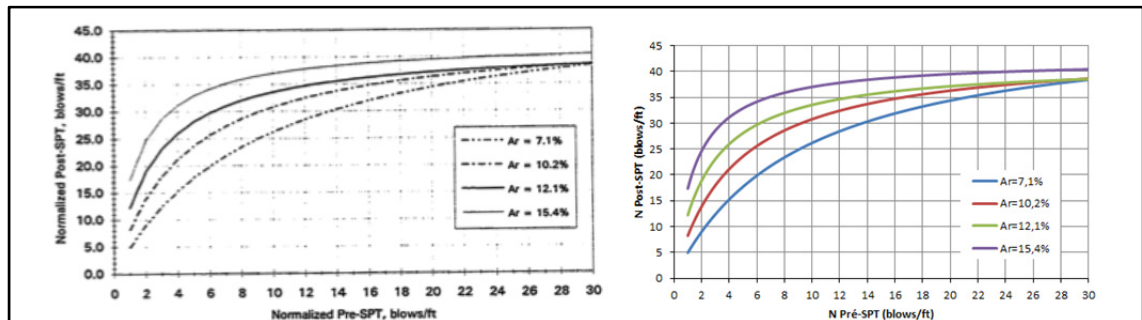 45.0
40.0
35.0
30.0
25.0
20.0
15.0
10.0
5.0
0.0
Normalized Post-SPT, blows/ft
0 2 4 6 8 10 12 14 16 18 20 22 24 26 28 30
Normalized Pre-SPT, blows/ft
Ar = 7.1%
Ar = 10.2%
Ar = 12.1%
Ar = 15.4%
45
40
35
30
25
20
15
10
5
0
N Post-SPT (blows/ft)
0 2 4 6 8 10 12 14 16 18 20 22 24 26 28 30
N Pré-SPT (blows/ft)
Ar=7,1%
Ar=10,2%
Ar=12,1%
Ar=15,4%